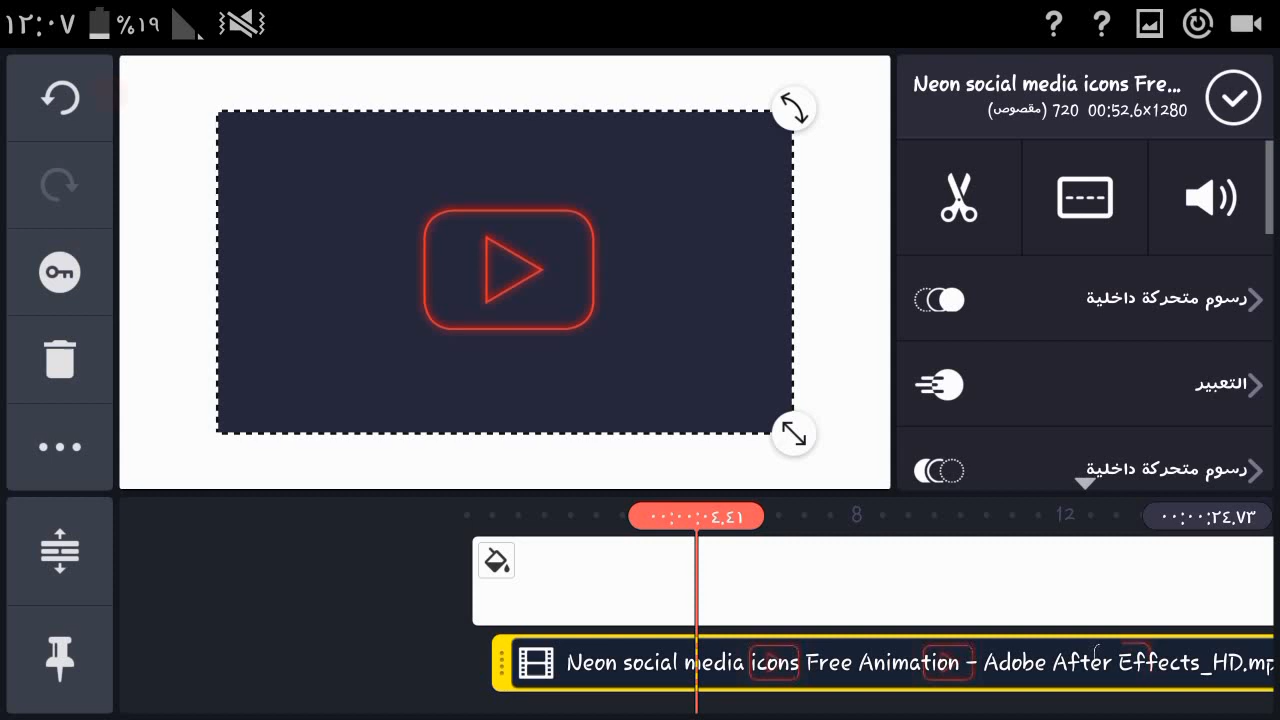 ١٢:٠٧ %١٩
Neon social media icons Fre...
(مقصوص) 720 00:52.6×1280
رسوم متحركة داخلية
التعبير
رسوم متحركة داخلية
٠٠:٠٠:٠٤.٤١ 8 12 ٠٠:٠٠:٢٤.٧٣
Neon social media icons Free Animation - Adobe After Effects_HD.mp